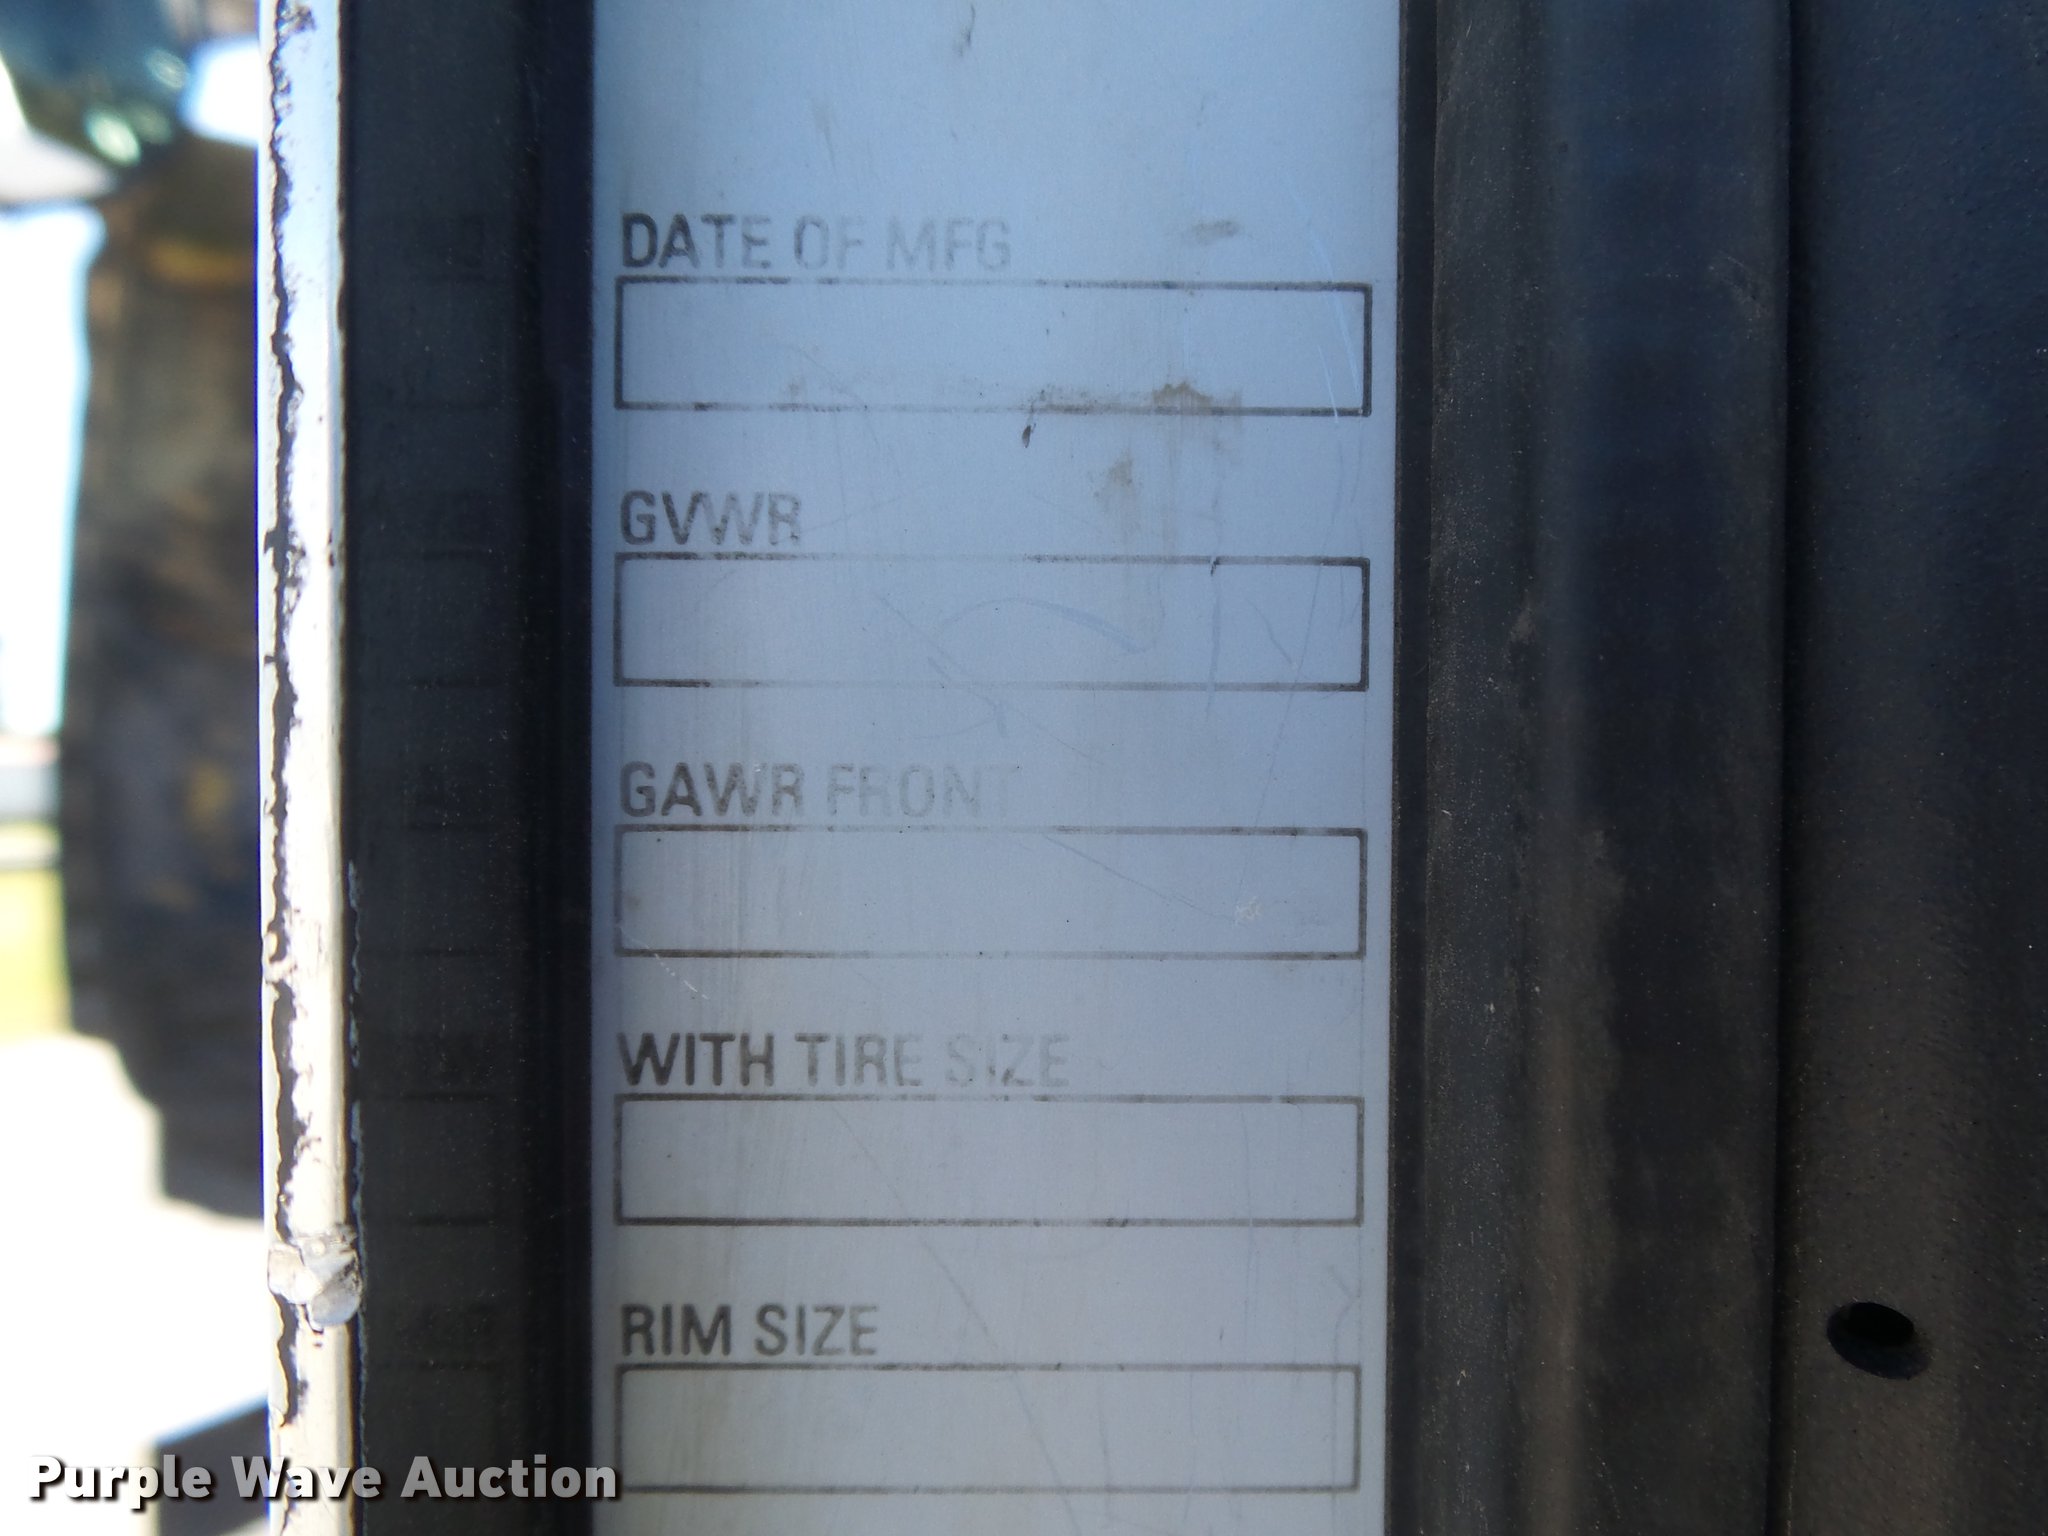 DATE OF MFG
GVWR
GAWR FRONT
WITH TIRE SIZE
RIM SIZE
Purple Wave Auction